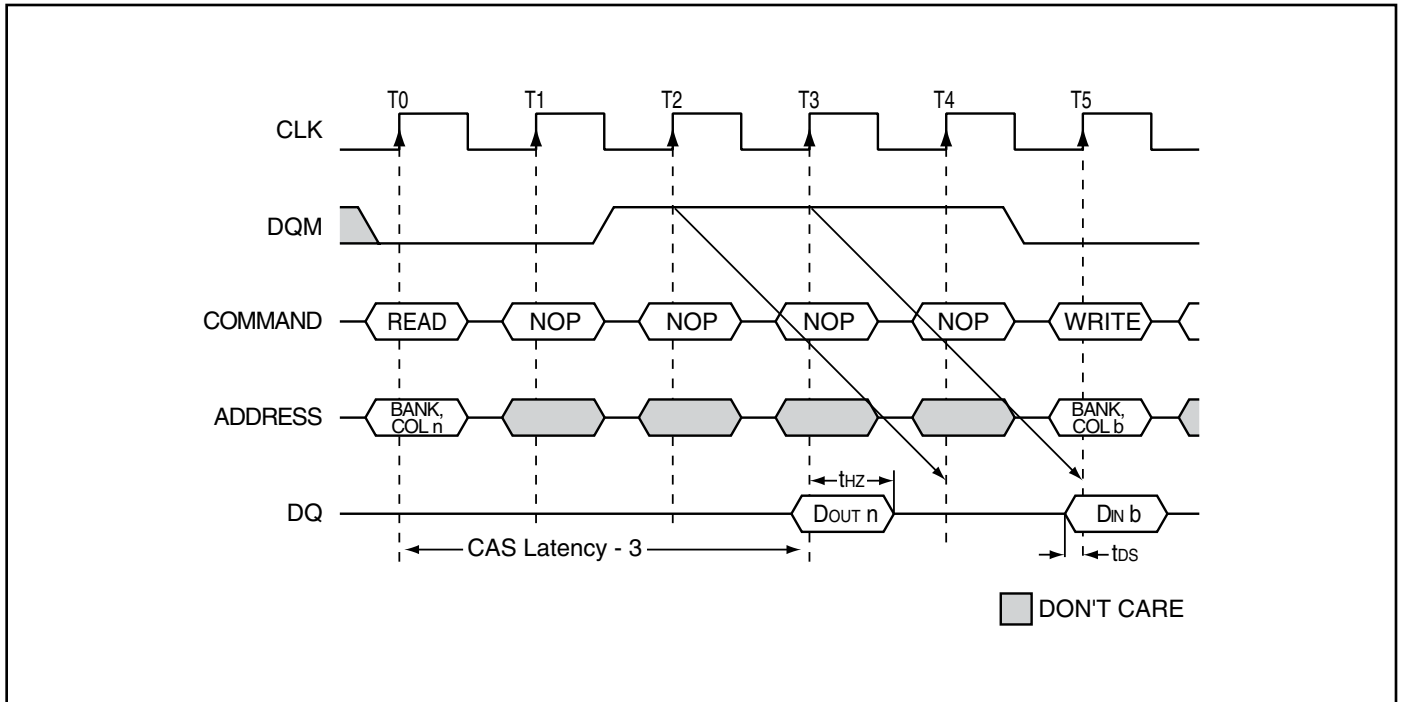 T0 T1 T2 T3 T4 T5
CLK
DQM
COMMAND READ NOP NOP NOP NOP WRITE
ADDRESS BANK, COL n BANK, COL b
tHZ
DQ DOUT n DIN b
CAS Latency - 3 tDS
DON'T CARE